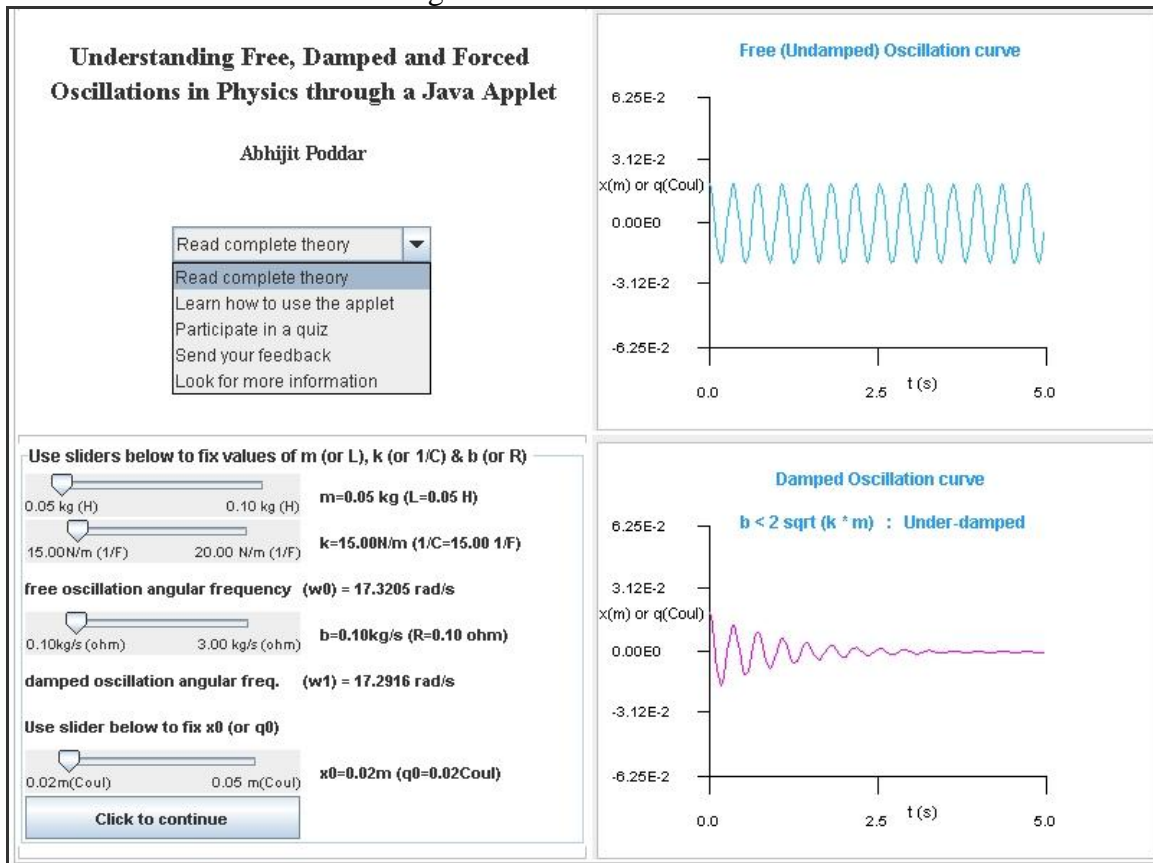 Understanding Free, Damped and Forced
Oscillations in Physics through a Java Applet
Abhijit Poddar
Read complete theory
Read complete theory
Learn how to use the applet
Participate in a quiz
Send your feedback
Look for more information
Free (Undamped) Oscillation curve
6.25E-2
3.12E-2
x(m) or q(Coul)
0.00E0
-3.12E-2
-6.25E-2
0.0
2.5
t (s)
5.0
Use sliders below to fix values of m (or L), k (or 1/C) & b (or R)
0.05 kg (H)
0.10 kg (H)
m=0.05 kg (L=0.05 H)
15.00N/m (1/F)
20.00 N/m (1/F)
k=15.00N/m (1/C=15.00 1/F)
free oscillation angular frequency (w0) = 17.3205 rad/s
0.10kg/s (ohm)
3.00 kg/s (ohm)
b=0.10kg/s (R=0.10 ohm)
damped oscillation angular freq. (w1) = 17.2916 rad/s
Use slider below to fix x0 (or q0)
0.02m(Coul)
0.05 m(Coul)
x0=0.02m (q0=0.02Coul)
Click to continue
Damped Oscillation curve
b < 2 sqrt (k * m) : Under-damped
6.25E-2
3.12E-2
x(m) or q(Coul)
0.00E0
-3.12E-2
-6.25E-2
0.0
2.5
t (s)
5.0